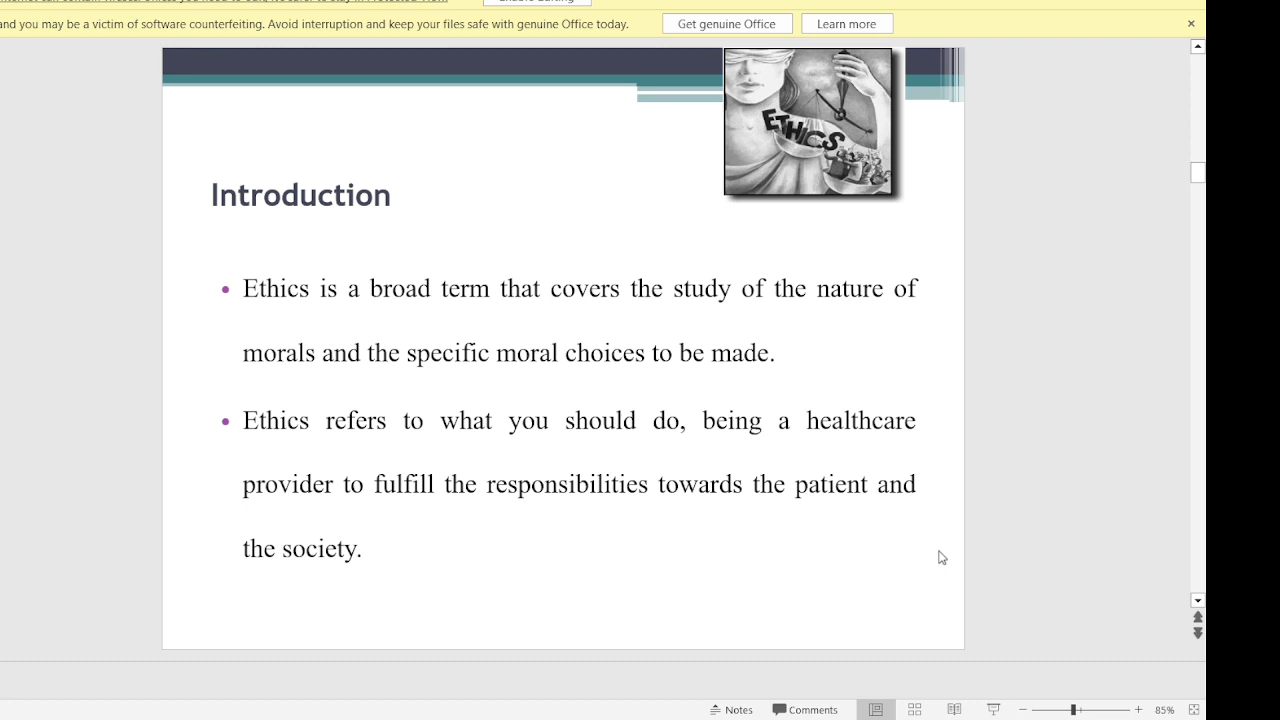 and you may be a victim of software counterfeiting. Avoid interruption and keep your files safe with genuine Office today. Get genuine Office Learn more
ETHICS
Introduction
• Ethics is a broad term that covers the study of the nature of
morals and the specific moral choices to be made.
• Ethics refers to what you should do, being a healthcare
provider to fulfill the responsibilities towards the patient and
the society.
Notes Comments 85%